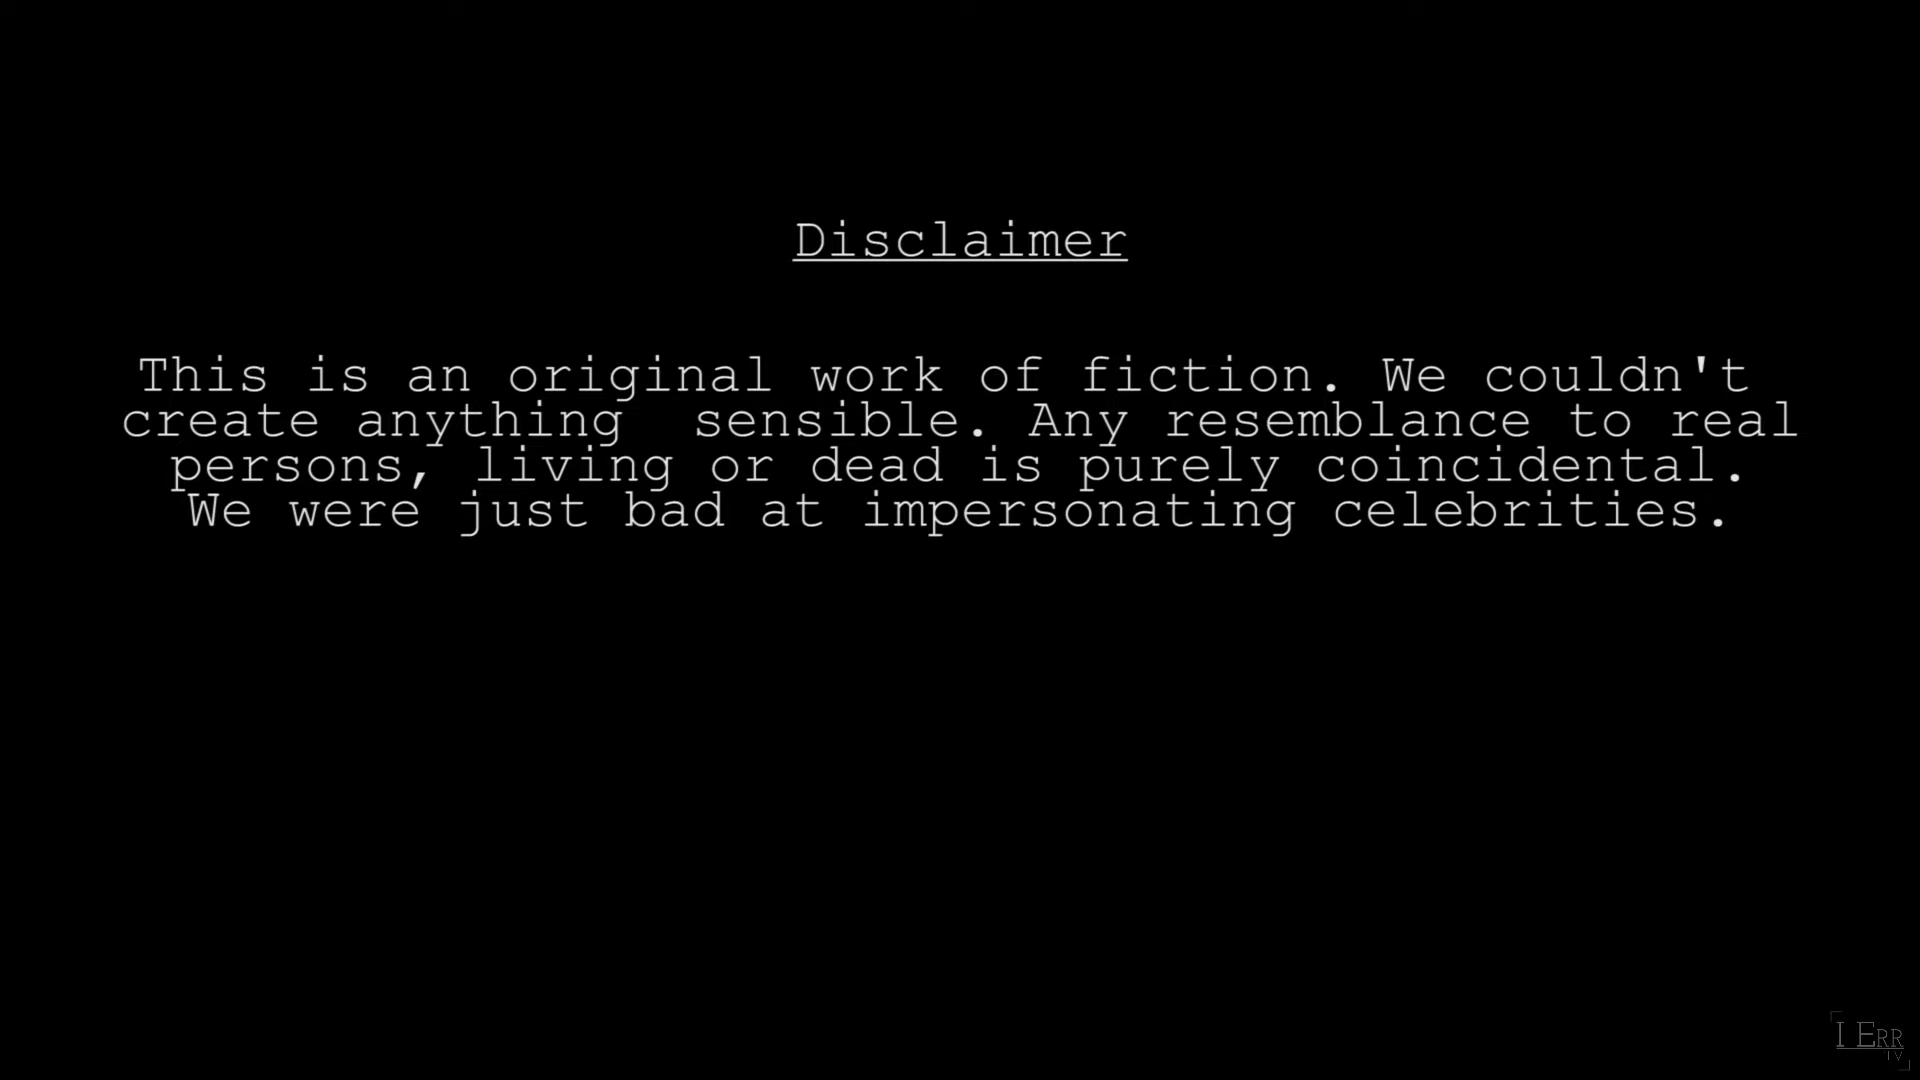 Disclaimer
This is an original work of fiction. We couldn't
create anything  sensible. Any resemblance to real
persons, living or dead is purely coincidental.
We were just bad at impersonating celebrities.
I ERR
TV